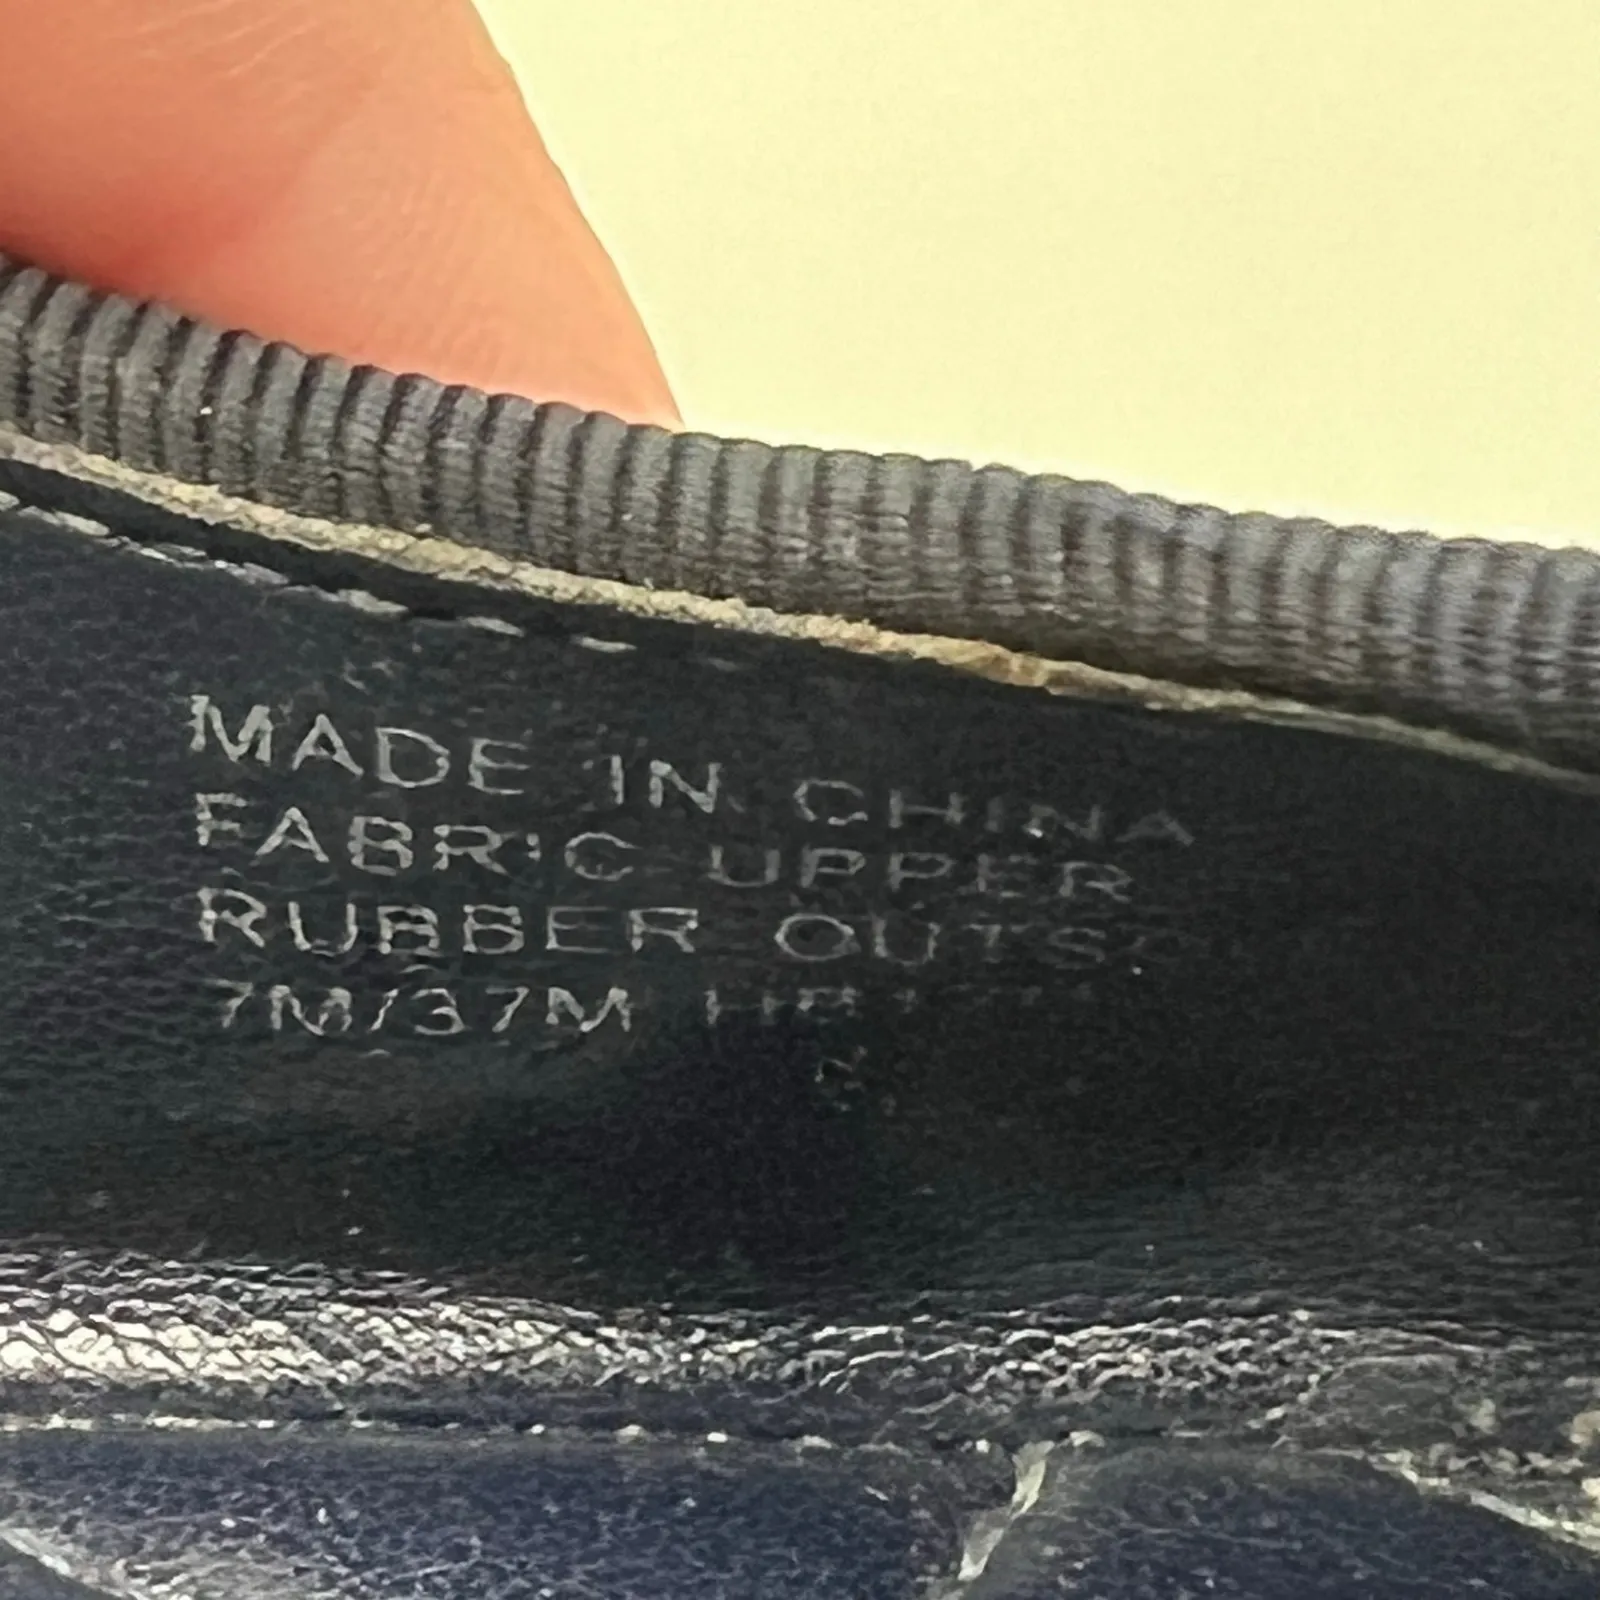 MADE IN CHINA
FABRIC UPPER
RUBBER
7M/37M